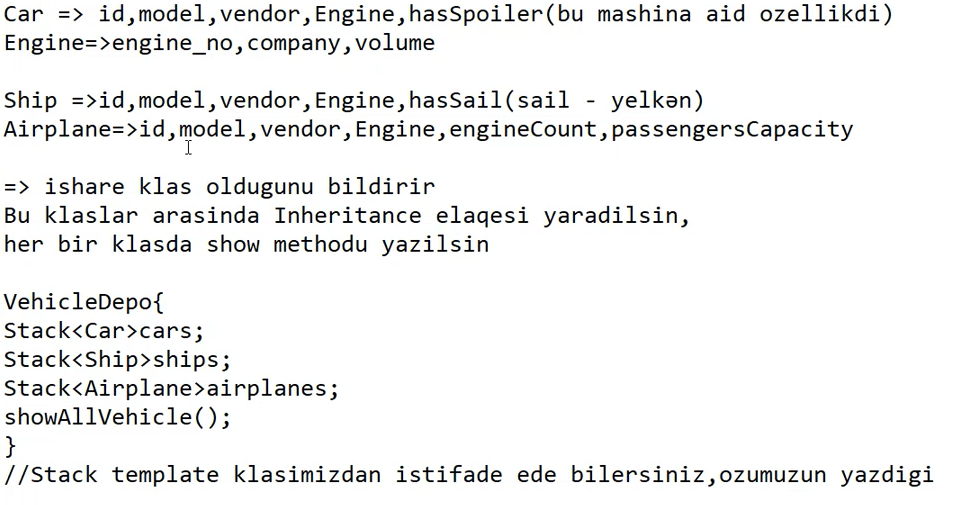 Car => id,model,vendor,Engine,hasSpoiler(bu mashina aid ozellikdi)
Engine=>engine_no,company,volume
Ship =>id,model,vendor,Engine,hasSail(sail - yelkən)
Airplane=>id,model,vendor,Engine,engineCount,passengersCapacity
=> ishare klas oldugunu bildirir
Bu klaslar arasinda Inheritance elaqesi yaradilsin,
her bir klasda show methodu yazilsin
VehicleDepo{
Stack<Car>cars;
Stack<Ship>ships;
Stack<Airplane>airplanes;
showAllVehicle();
}
//Stack template klasimizdan istifade ede bilersiniz,ozumuzun yazdigi